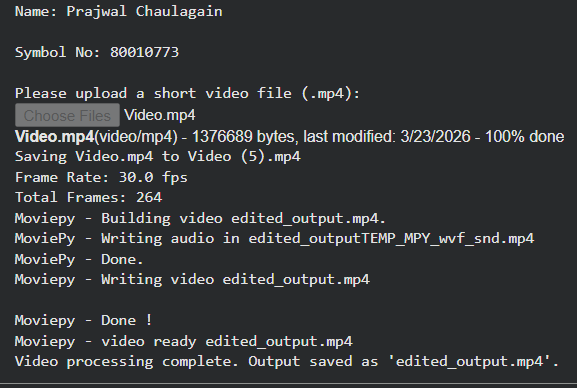 Name: Prajwal Chaulagain
Symbol No: 80010773
Please upload a short video file (.mp4):
Choose Files Video.mp4
Video.mp4(video/mp4) - 1376689 bytes, last modified: 3/23/2026 - 100% done
Saving Video.mp4 to Video (5).mp4
Frame Rate: 30.0 fps
Total Frames: 264
Moviepy - Building video edited_output.mp4.
MoviePy - Writing audio in edited_outputTEMP_MPY_wvf_snd.mp4
MoviePy - Done.
Moviepy - Writing video edited_output.mp4
Moviepy - Done !
Moviepy - video ready edited_output.mp4
Video processing complete. Output saved as 'edited_output.mp4'.